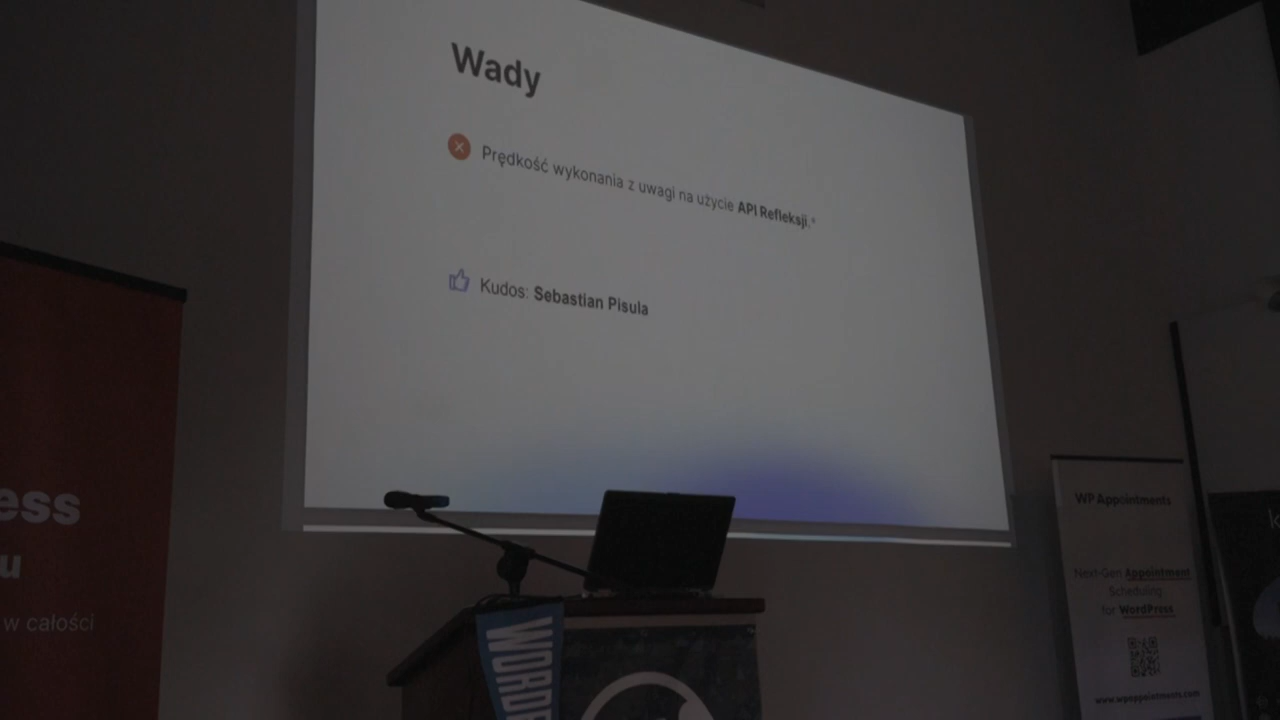 Wady
Prędkość wykonania z uwagi na użycie API Refleksji.*
Kudos: Sebastian Pisula
ess
u
w całości
WORDP
WP Appointments
Next-Gen Appointment
Scheduling
for WordPress
www.wpappointments.com
K